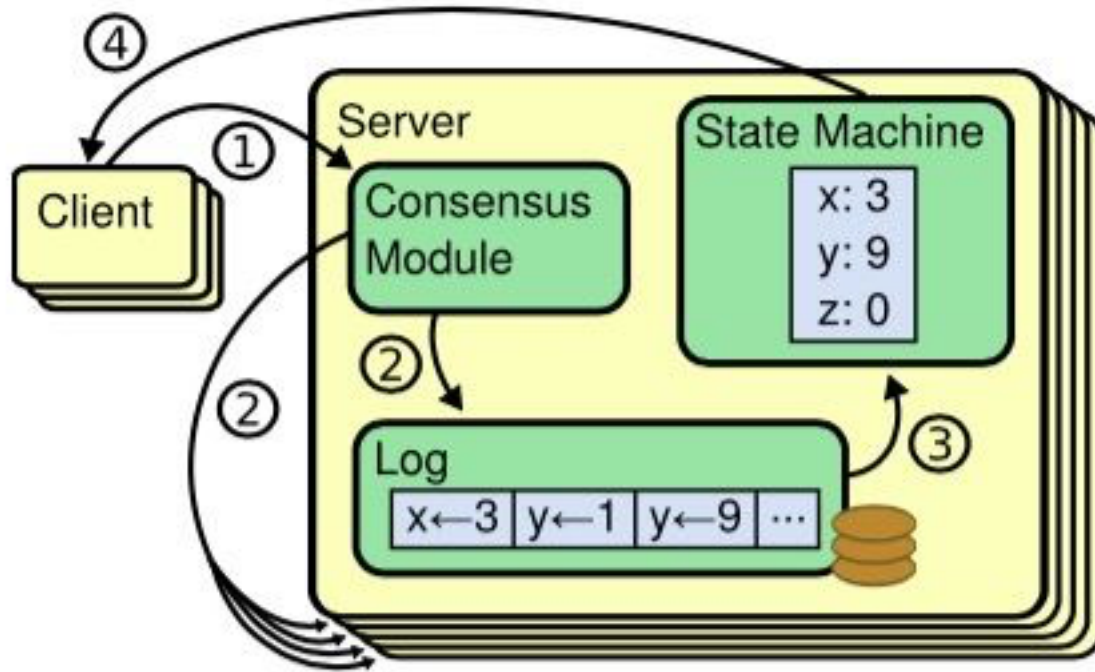 ④
①
Server
State Machine
Client
Consensus
Module
x: 3
y: 9
z: 0
②
②
③
Log
x←3 y←1 y←9 ...